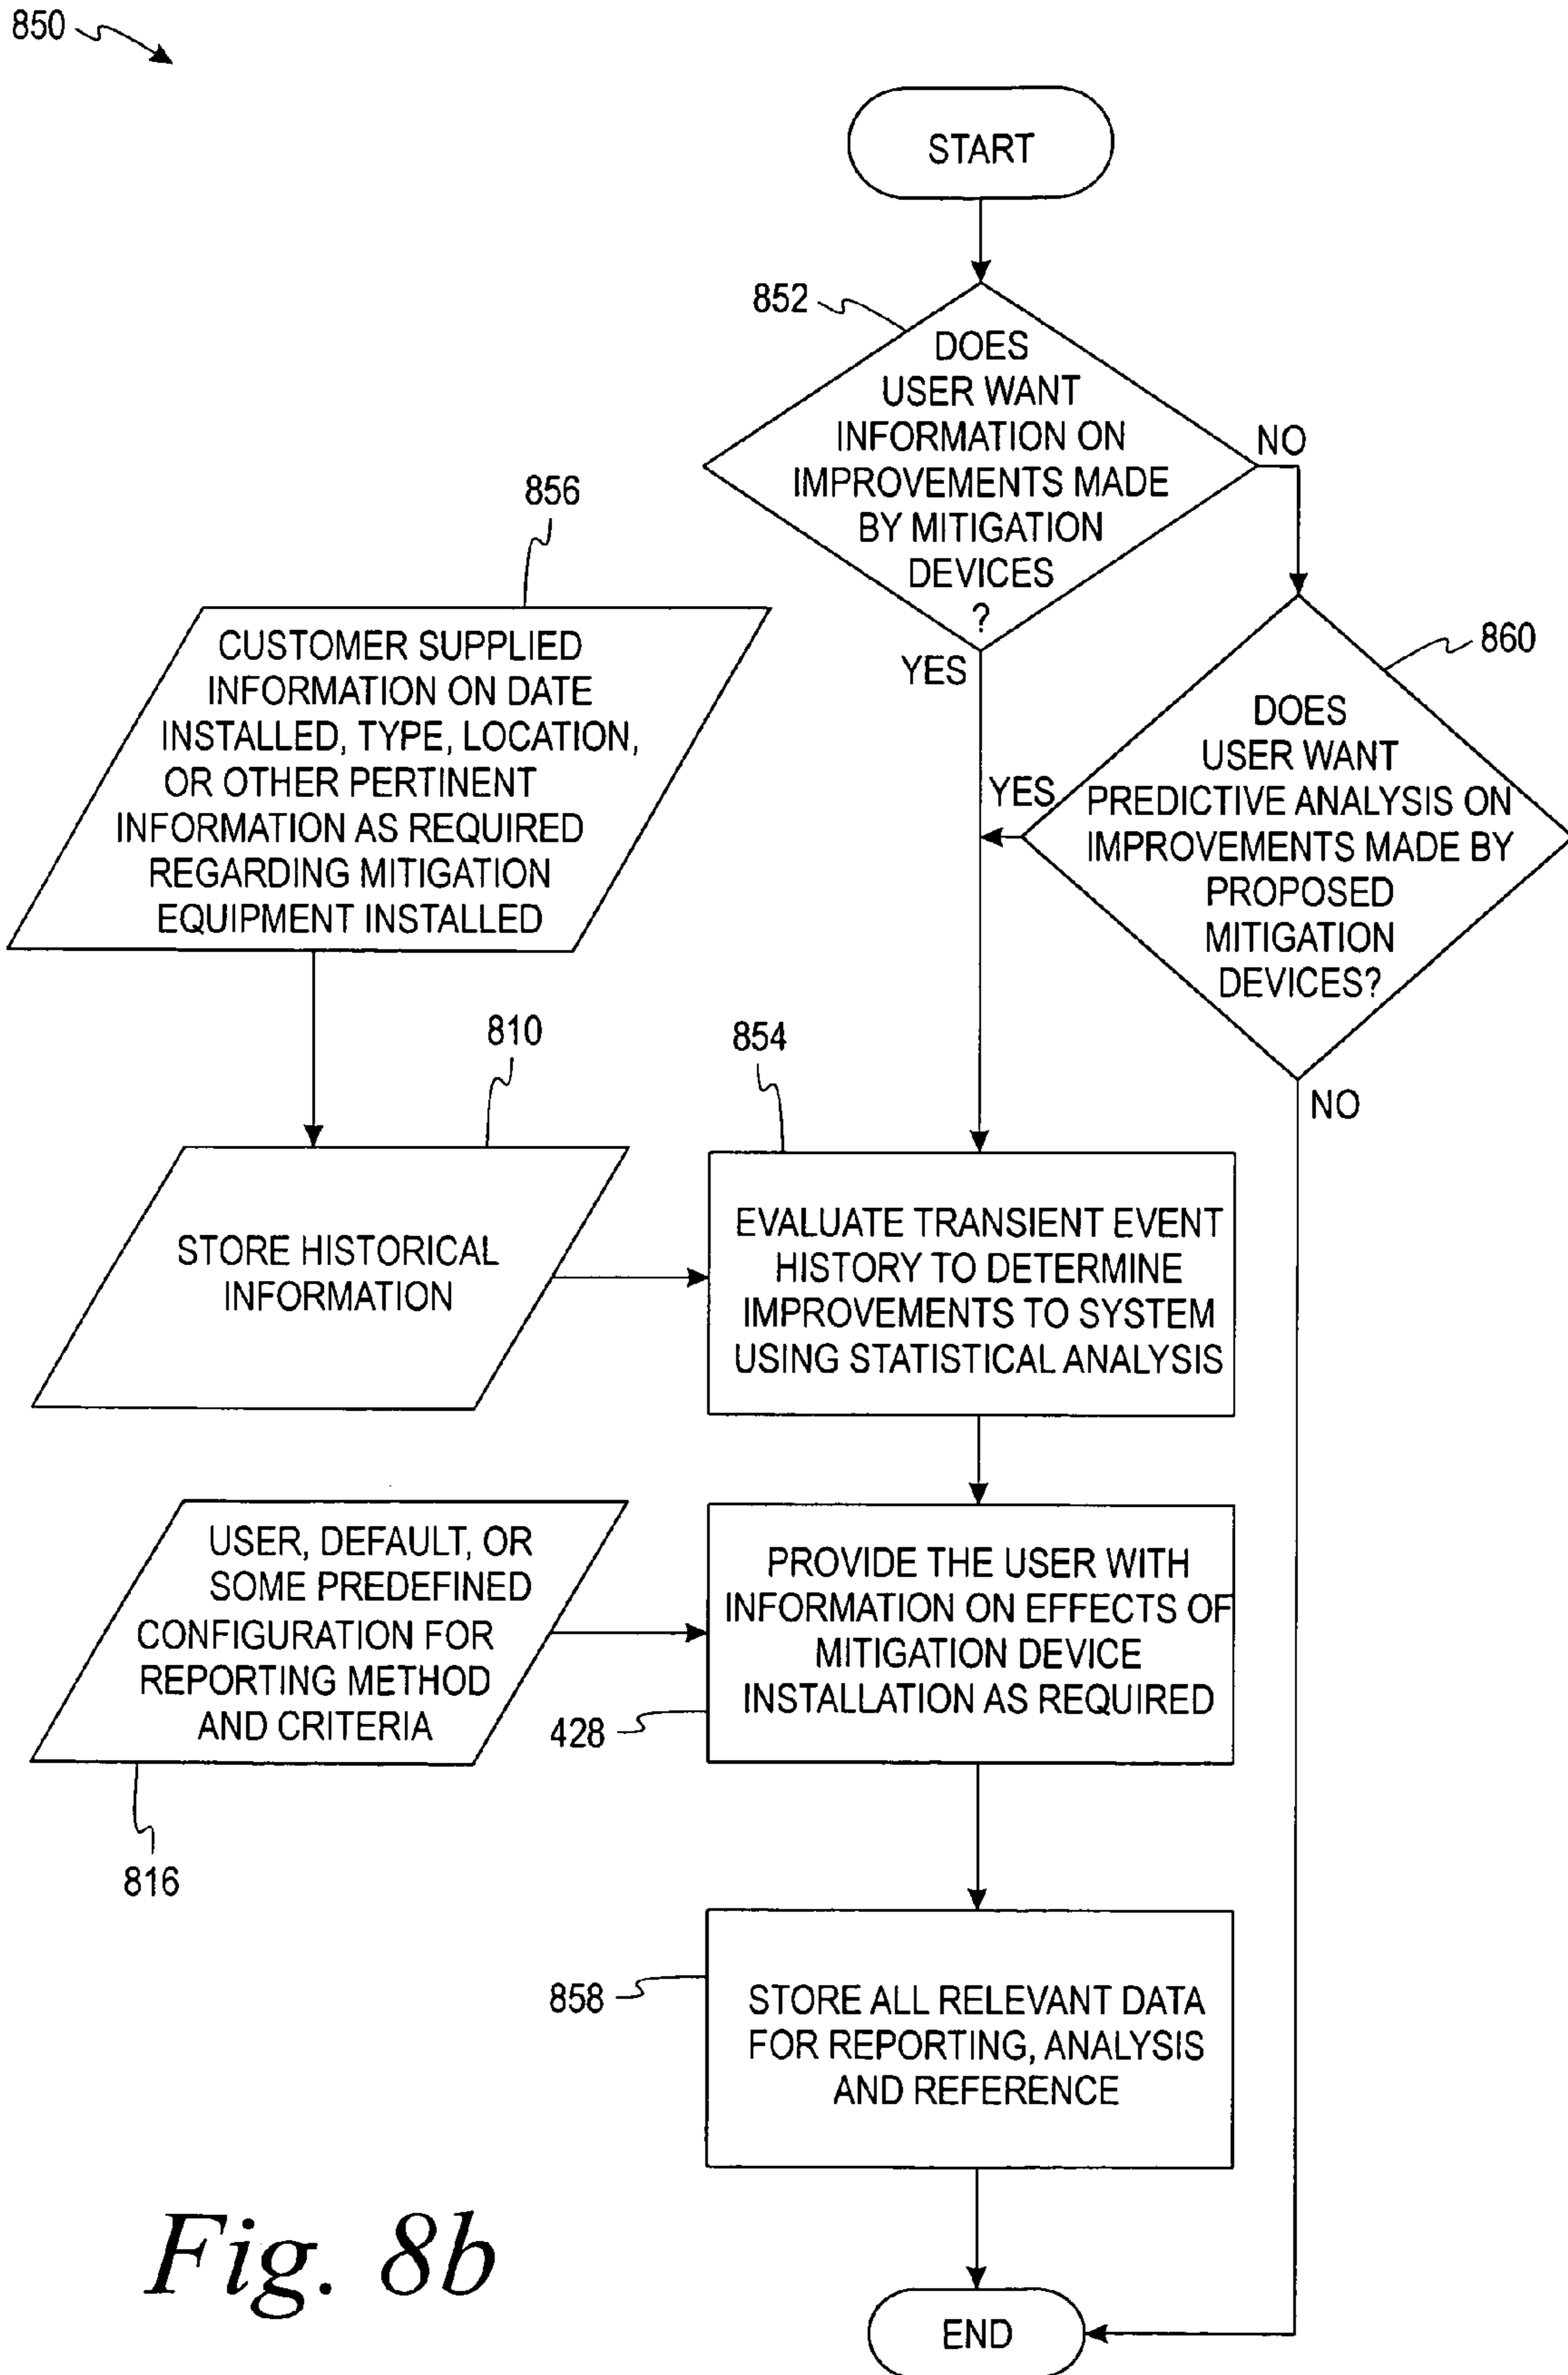 850
START
852
DOES
USER WANT
INFORMATION ON
IMPROVEMENTS MADE
BY MITIGATION
DEVICES
?
NO
YES
856
CUSTOMER SUPPLIED
INFORMATION ON DATE
INSTALLED, TYPE, LOCATION,
OR OTHER PERTINENT
INFORMATION AS REQUIRED
REGARDING MITIGATION
EQUIPMENT INSTALLED
860
DOES
USER WANT
PREDICTIVE ANALYSIS ON
IMPROVEMENTS MADE BY
PROPOSED
MITIGATION
DEVICES?
YES
NO
810
STORE HISTORICAL
INFORMATION
854
EVALUATE TRANSIENT EVENT
HISTORY TO DETERMINE
IMPROVEMENTS TO SYSTEM
USING STATISTICAL ANALYSIS
USER, DEFAULT, OR
SOME PREDEFINED
CONFIGURATION FOR
REPORTING METHOD
AND CRITERIA
816
PROVIDE THE USER WITH
INFORMATION ON EFFECTS OF
MITIGATION DEVICE
INSTALLATION AS REQUIRED
428
858
STORE ALL RELEVANT DATA
FOR REPORTING, ANALYSIS
AND REFERENCE
END
Fig. 8b